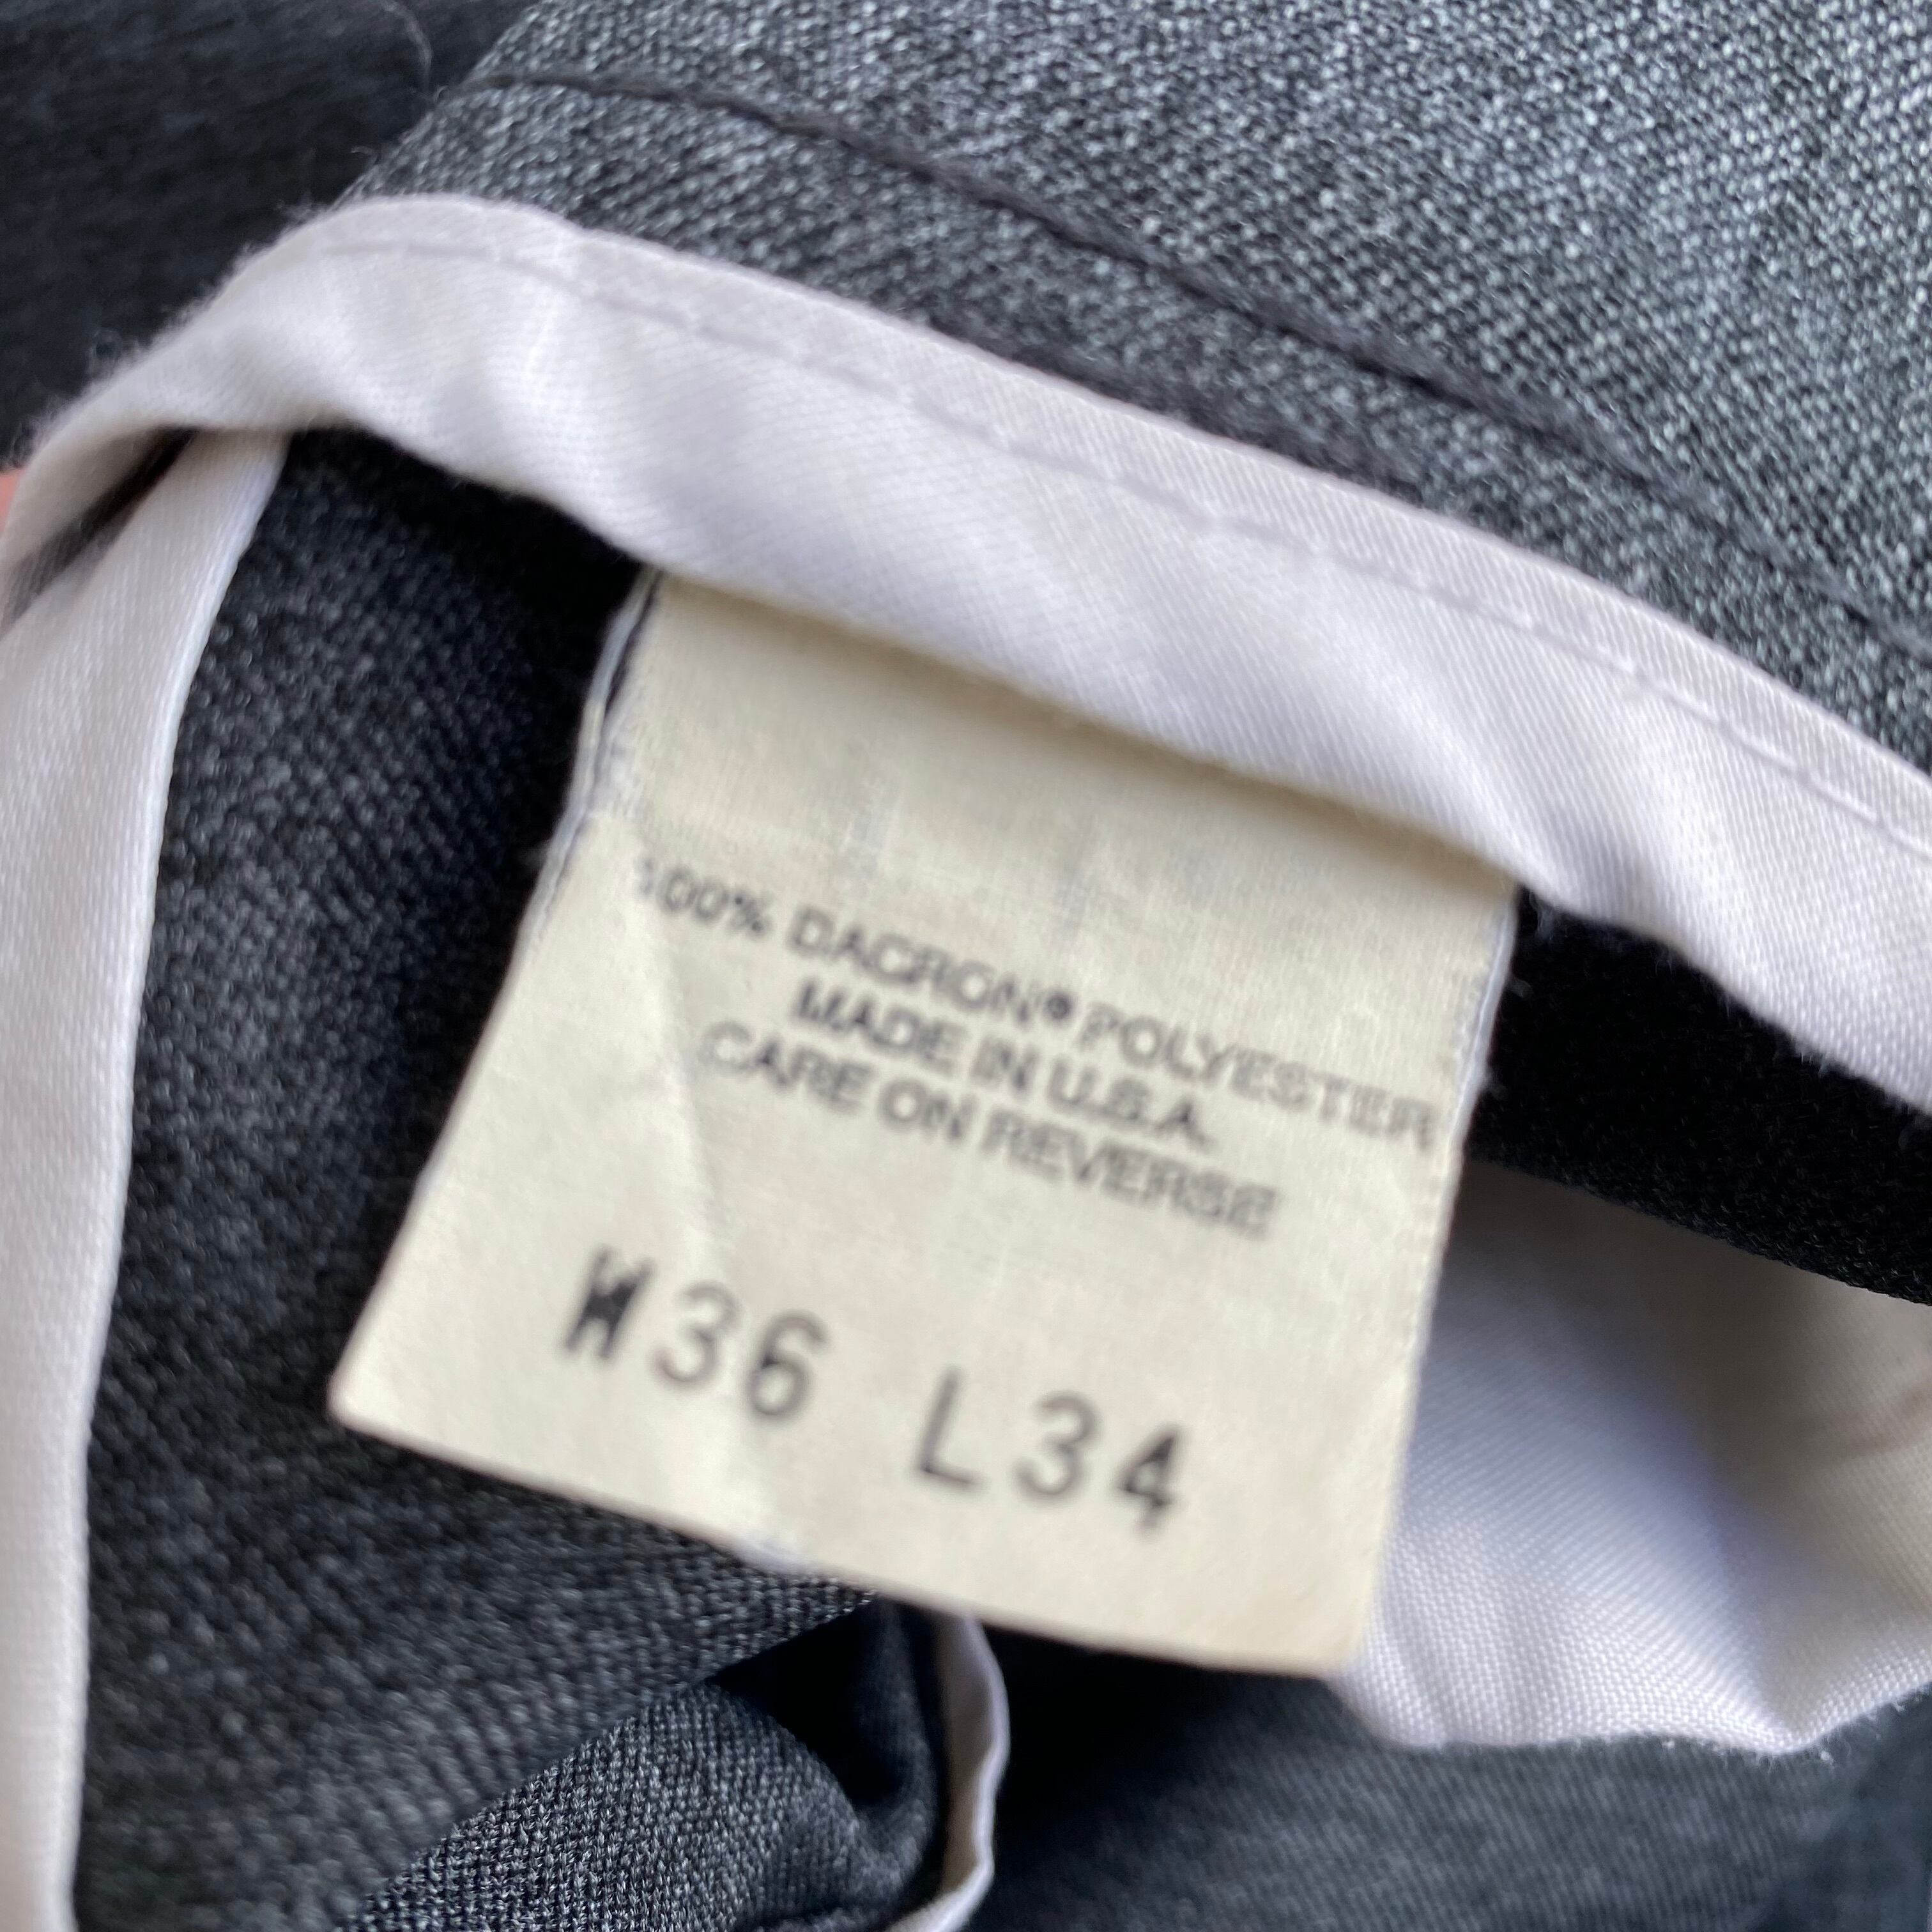 100% DACRON® POLYESTER
MADE IN U.S.A.
CARE ON REVERSE
W36 L34